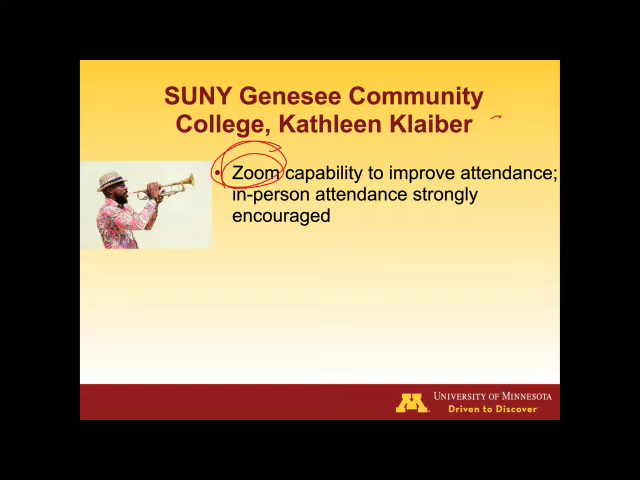 SUNY Genesee Community
College, Kathleen Klaiber
• Zoom capability to improve attendance;
in-person attendance strongly
encouraged
M
UNIVERSITY OF MINNESOTA
Driven to Discover